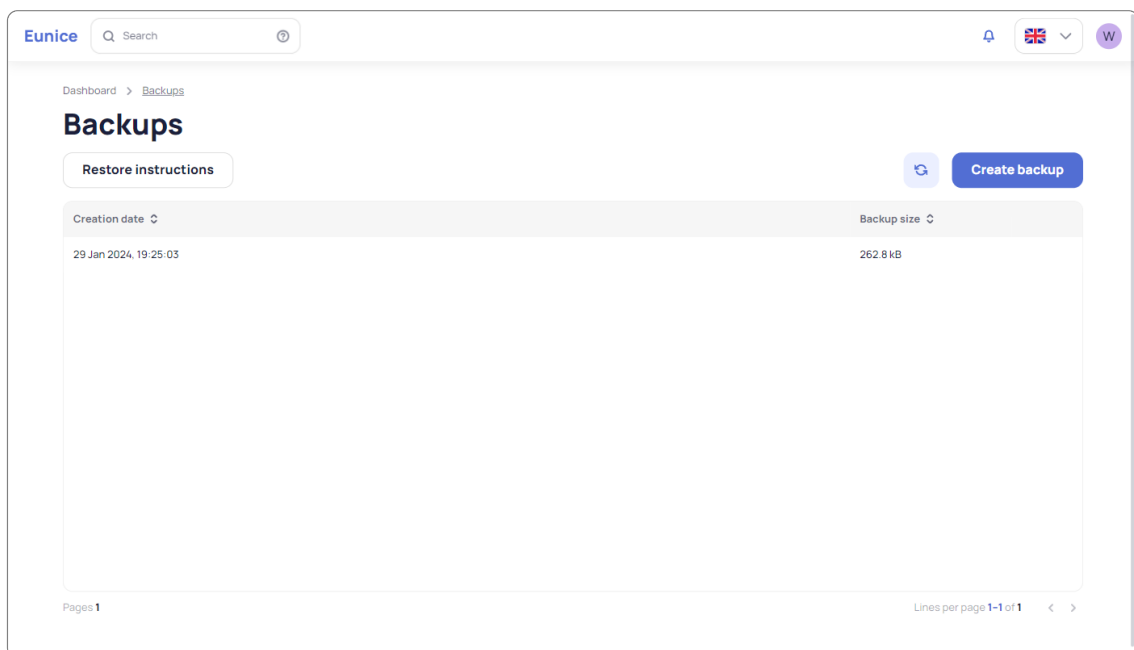 Eunice Search W
Dashboard > Backups
Backups
Restore instructions Create backup
Creation date Backup size
29 Jan 2024, 19:25:03 262.8 kB
Pages 1 Lines per page 1–1 of 1 < >